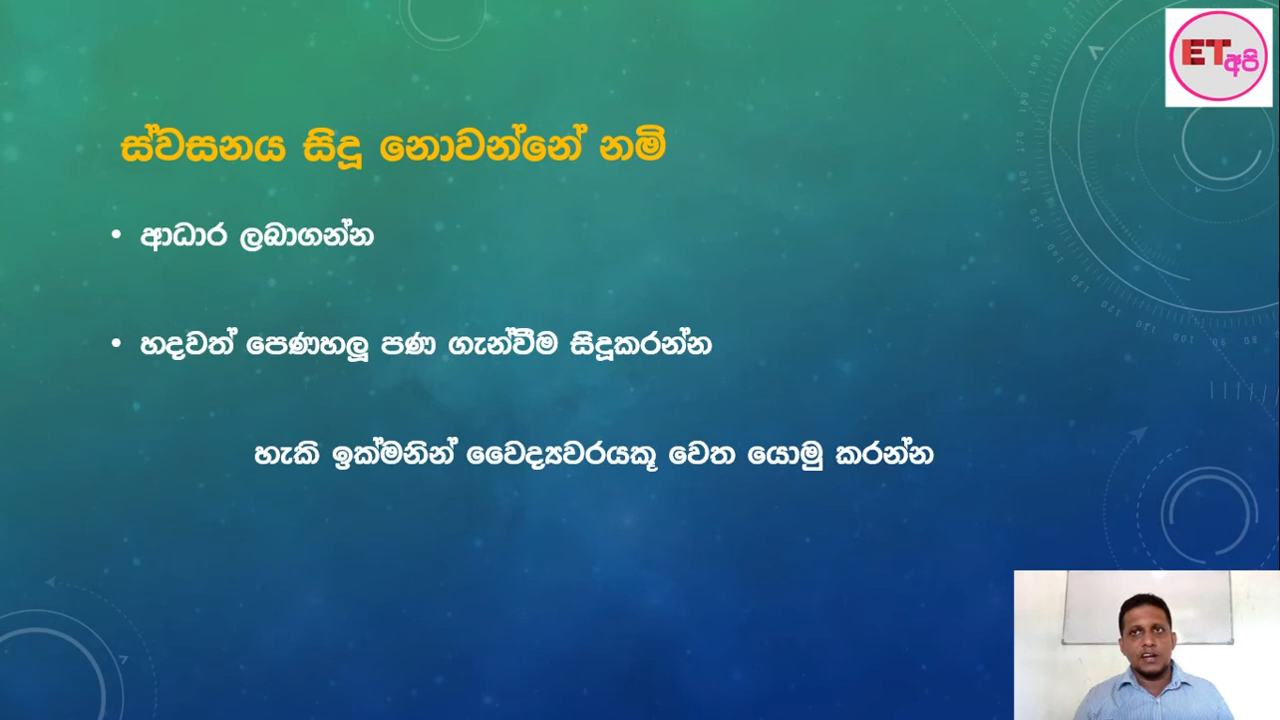 ET අපි
ස්වසනය සිදූ නොවන්නේ නම්
• ආධාර ලබාගන්න
• හදවත් පෙණහලූ පණ ගැන්වීම සිදූකරන්න
හැකි ඉක්මනින් වෛද්‍යවරයකූ වෙත යොමු කරන්න